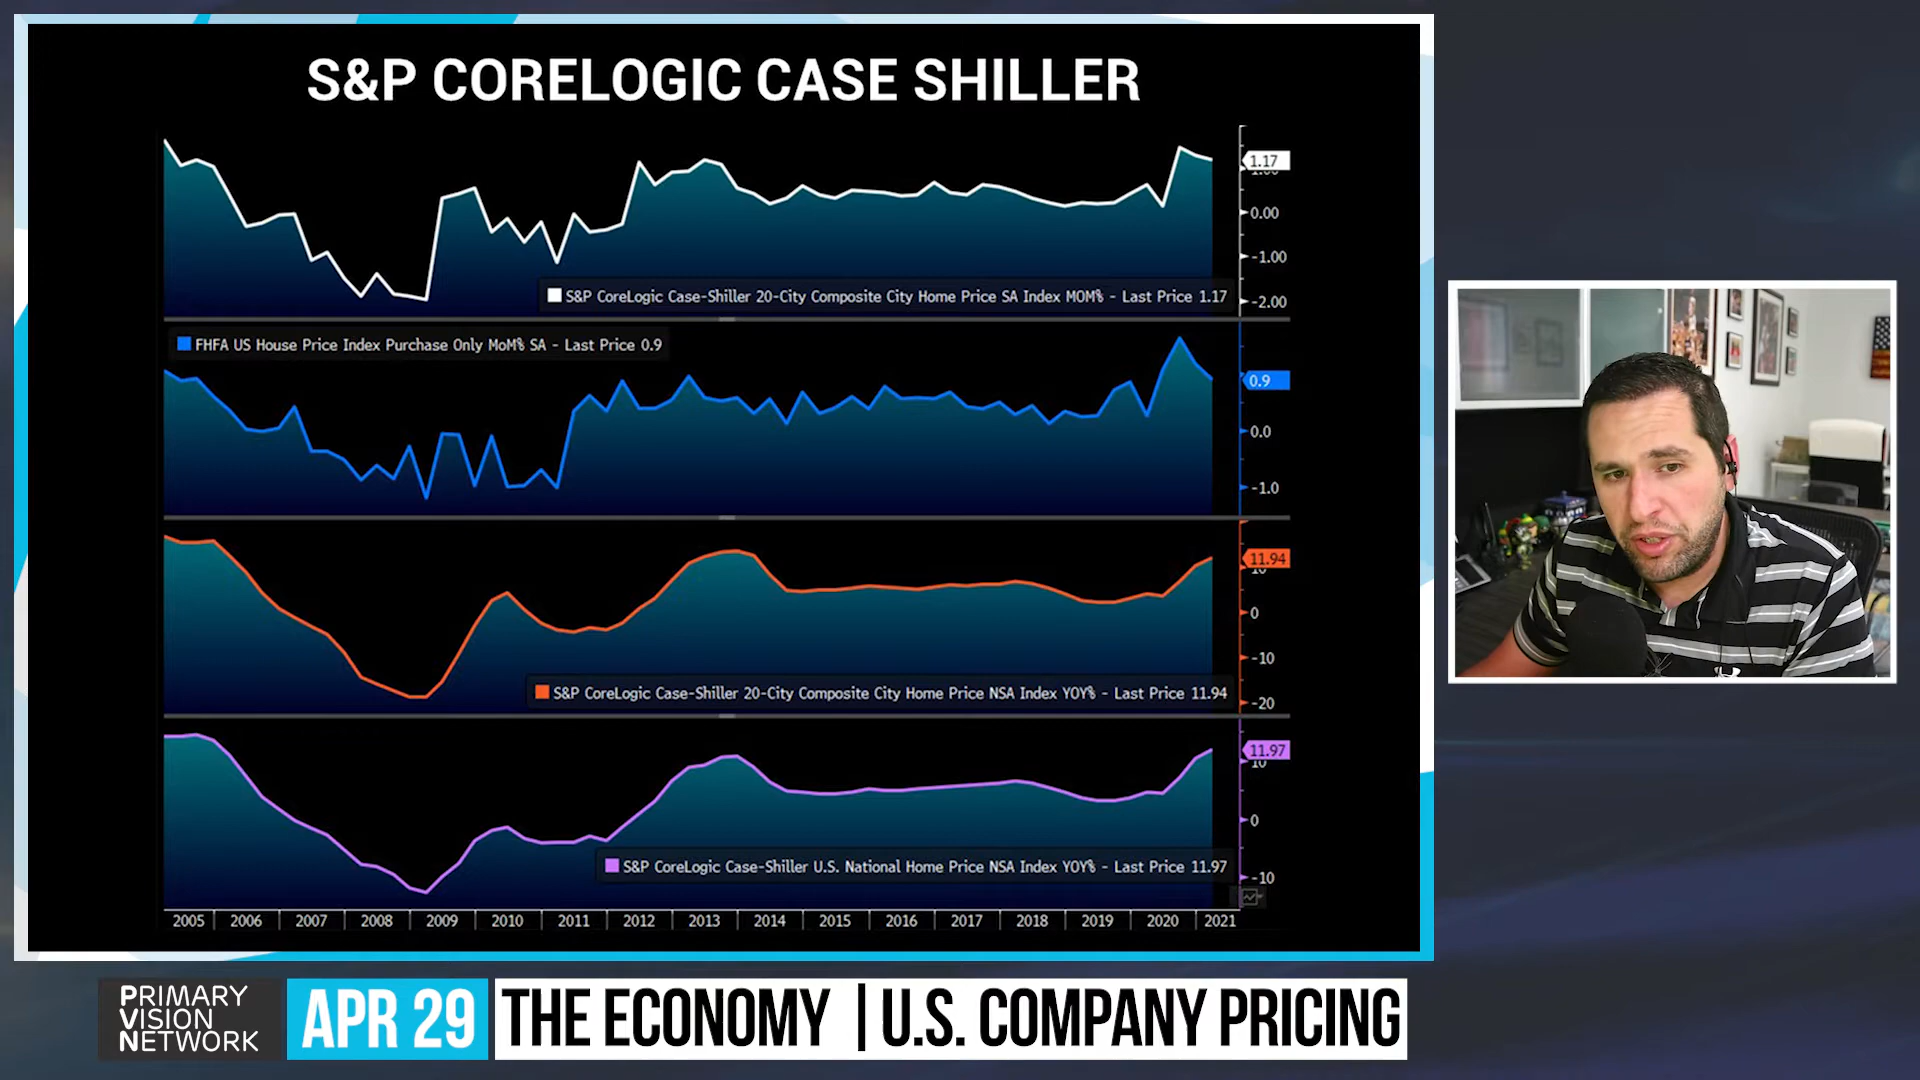 S&P CORELOGIC CASE SHILLER
1.17
0.00
-1.00
-2.00
S&P CoreLogic Case-Shiller 20-City Composite City Home Price SA Index MOM% - Last Price 1.17
FHFA US House Price Index Purchase Only MoM% SA - Last Price 0.9
0.9
0.0
-1.0
11.94
0
-10
-20
S&P CoreLogic Case-Shiller 20-City Composite City Home Price NSA Index YOY% - Last Price 11.94
11.97
10
0
-10
S&P CoreLogic Case-Shiller U.S. National Home Price NSA Index YOY% - Last Price 11.97
2005 2006 2007 2008 2009 2010 2011 2012 2013 2014 2015 2016 2017 2018 2019 2020 2021
PRIMARY
VISION
NETWORK
APR 29
THE ECONOMY | U.S. COMPANY PRICING